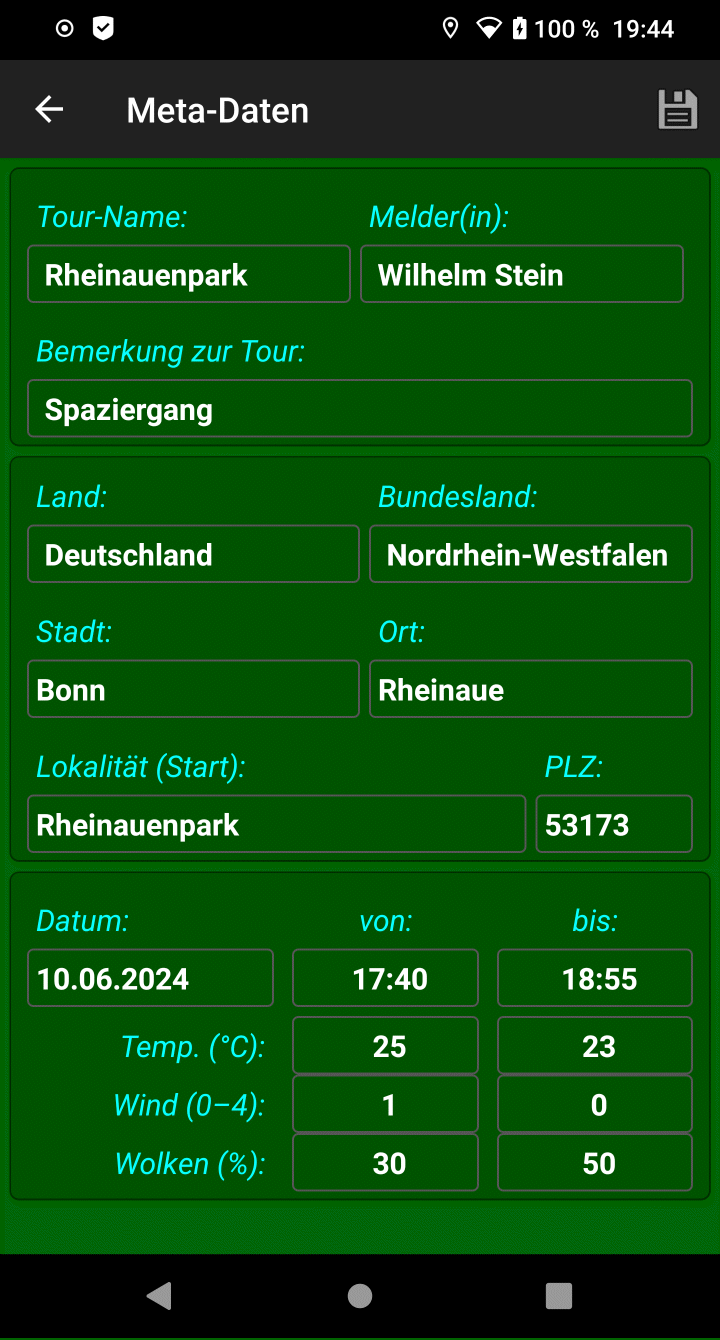 100 % 19:44
Meta-Daten
Tour-Name: Melder(in):
Rheinauenpark Wilhelm Stein
Bemerkung zur Tour:
Spaziergang
Land: Bundesland:
Deutschland Nordrhein-Westfalen
Stadt: Ort:
Bonn Rheinaue
Lokalität (Start): PLZ:
Rheinauenpark 53173
Datum: von: bis:
10.06.2024 17:40 18:55
Temp. (°C): 25 23
Wind (0–4): 1 0
Wolken (%): 30 50